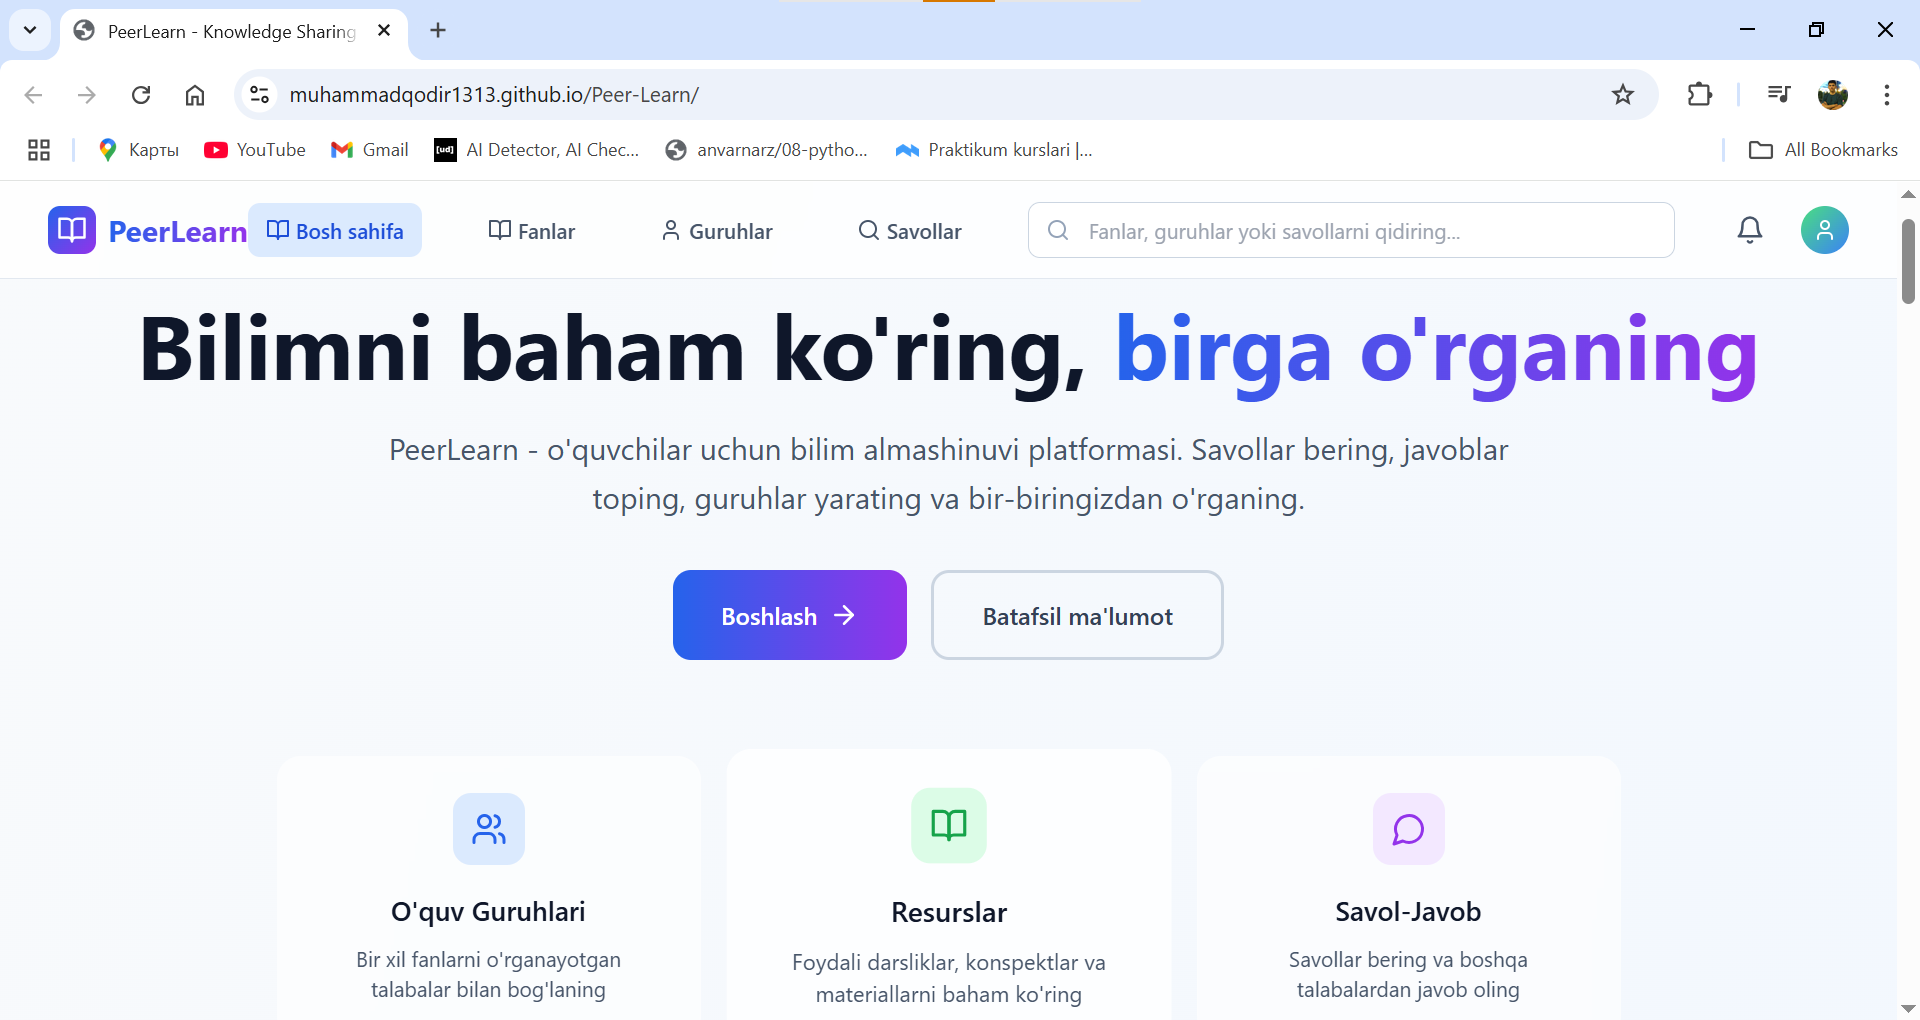 PeerLearn - Knowledge Sharing
muhammadqodir1313.github.io/Peer-Learn/
Карты
YouTube
Gmail
[ud]
AI Detector, AI Chec...
anvarnarz/08-pytho...
Praktikum kurslari |...
All Bookmarks
PeerLearn
Bosh sahifa
Fanlar
Guruhlar
Savollar
Fanlar, guruhlar yoki savollarni qidiring...
Bilimni baham ko'ring, birga o'rganing
PeerLearn - o'quvchilar uchun bilim almashinuvi platformasi. Savollar bering, javoblar
toping, guruhlar yarating va bir-biringizdan o'rganing.
Boshlash
Batafsil ma'lumot
O'quv Guruhlari
Bir xil fanlarni o'rganayotgan
talabalar bilan bog'laning
Resurslar
Foydali darsliklar, konspektlar va
materiallarni baham ko'ring
Savol-Javob
Savollar bering va boshqa
talabalardan javob oling